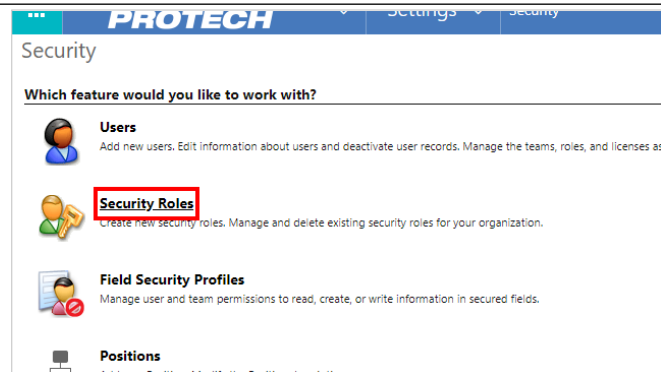 PROTECH Settings Security
Security
Which feature would you like to work with?
Users
Add new users. Edit information about users and deactivate user records. Manage the teams, roles, and licenses as
Security Roles
Create new security roles. Manage and delete existing security roles for your organization.
Field Security Profiles
Manage user and team permissions to read, create, or write information in secured fields.
Positions